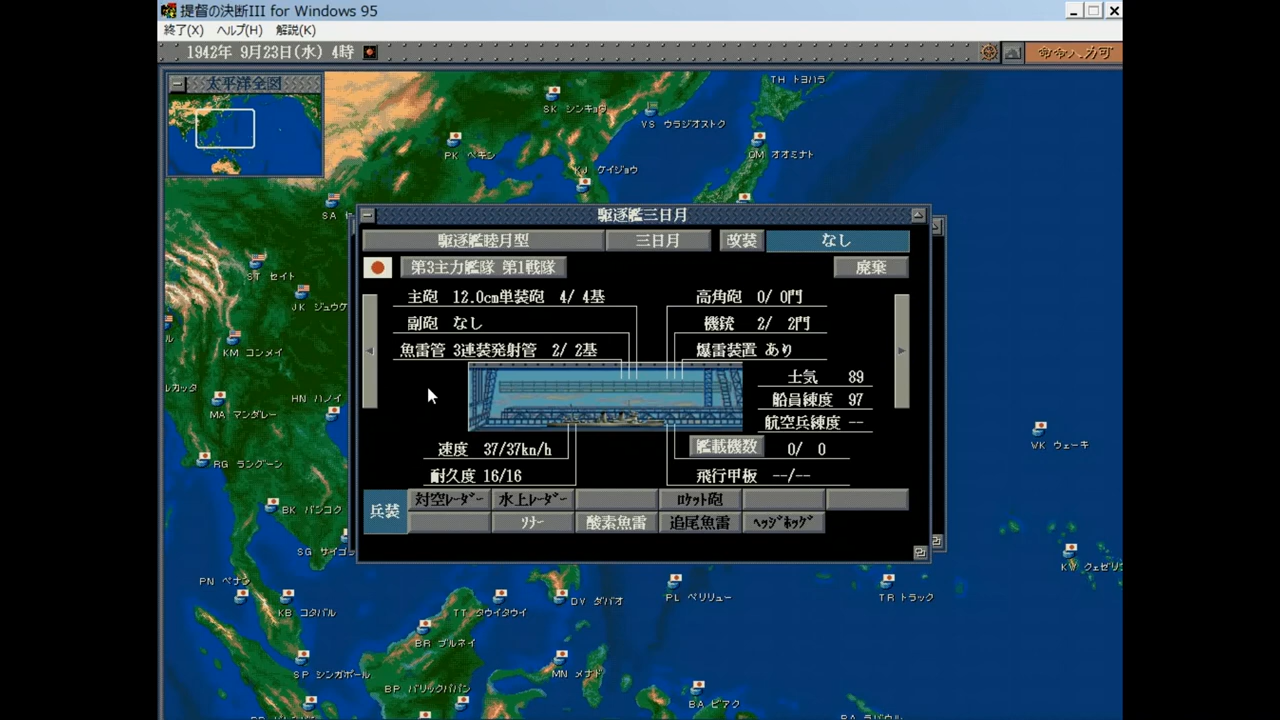 提督の決断III for Windows 95
終了(X) ヘルプ(H) 解説(K)
1942年 9月23日(水) 4時
太平洋全図
TH トヨハラ
SK シンキョウ
VS ウラジオストク
PK ペキン
OM オオミナト
KJ ケイジョウ
SA
駆逐艦三日月
駆逐艦睦月型 三日月 改装 なし
第3主力艦隊 第1戦隊 廃棄
主砲 12.0cm単装砲 4/ 4基
高角砲 0/ 0門
副砲 なし
機銃 2/ 2門
魚雷管 3連装発射管 2/ 2基
爆雷装置 あり
士気 89
船員練度 97
航空兵練度 --
速度 37/37kn/h
艦載機数 0/ 0
耐久度 16/16
飛行甲板 --/--
兵装
対空レーダー 水上レーダー ロケット砲
ソナー 酸素魚雷 追尾魚雷 ヘッジホッグ
ST セイト
JK ジュウケ
KM コンメイ
HN ハノイ
MA マンダレー
RG ラングーン
BK バンコク
SG サイゴ
WK ウェーキ
KW クェゼリン
PN ペナン
KB コタバル
TT タウイタウイ
DV ダバオ
PL ペリリュー
TR トラック
BR ブルネイ
SP シンガポール
MN メナド
BP バリックパパン
BA ビアク
RA ラバウル